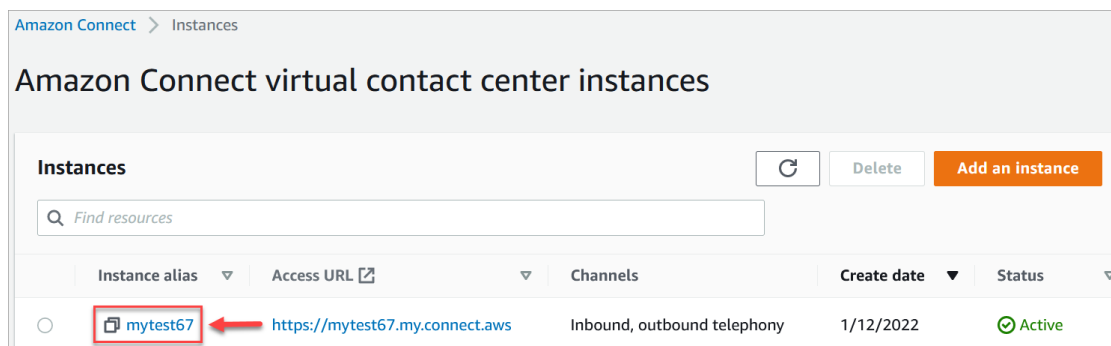 Amazon Connect > Instances
Amazon Connect virtual contact center instances
Instances
Delete
Add an instance
Find resources
Instance alias Access URL Channels Create date Status
mytest67 https://mytest67.my.connect.aws Inbound, outbound telephony 1/12/2022 Active